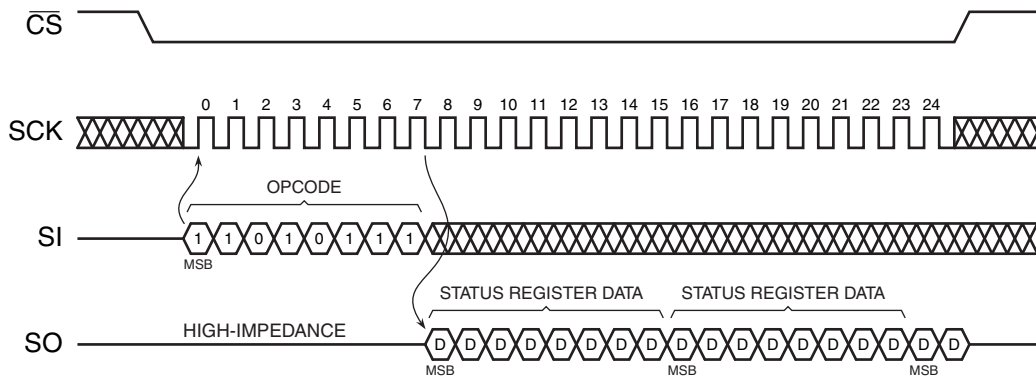 CS
0 1 2 3 4 5 6 7 8 9 10 11 12 13 14 15 16 17 18 19 20 21 22 23 24
SCK
OPCODE
SI 1 1 0 1 0 1 1 1
MSB
STATUS REGISTER DATA STATUS REGISTER DATA
HIGH-IMPEDANCE
SO D D D D D D D D D D D D D D D D D D
MSB MSB MSB